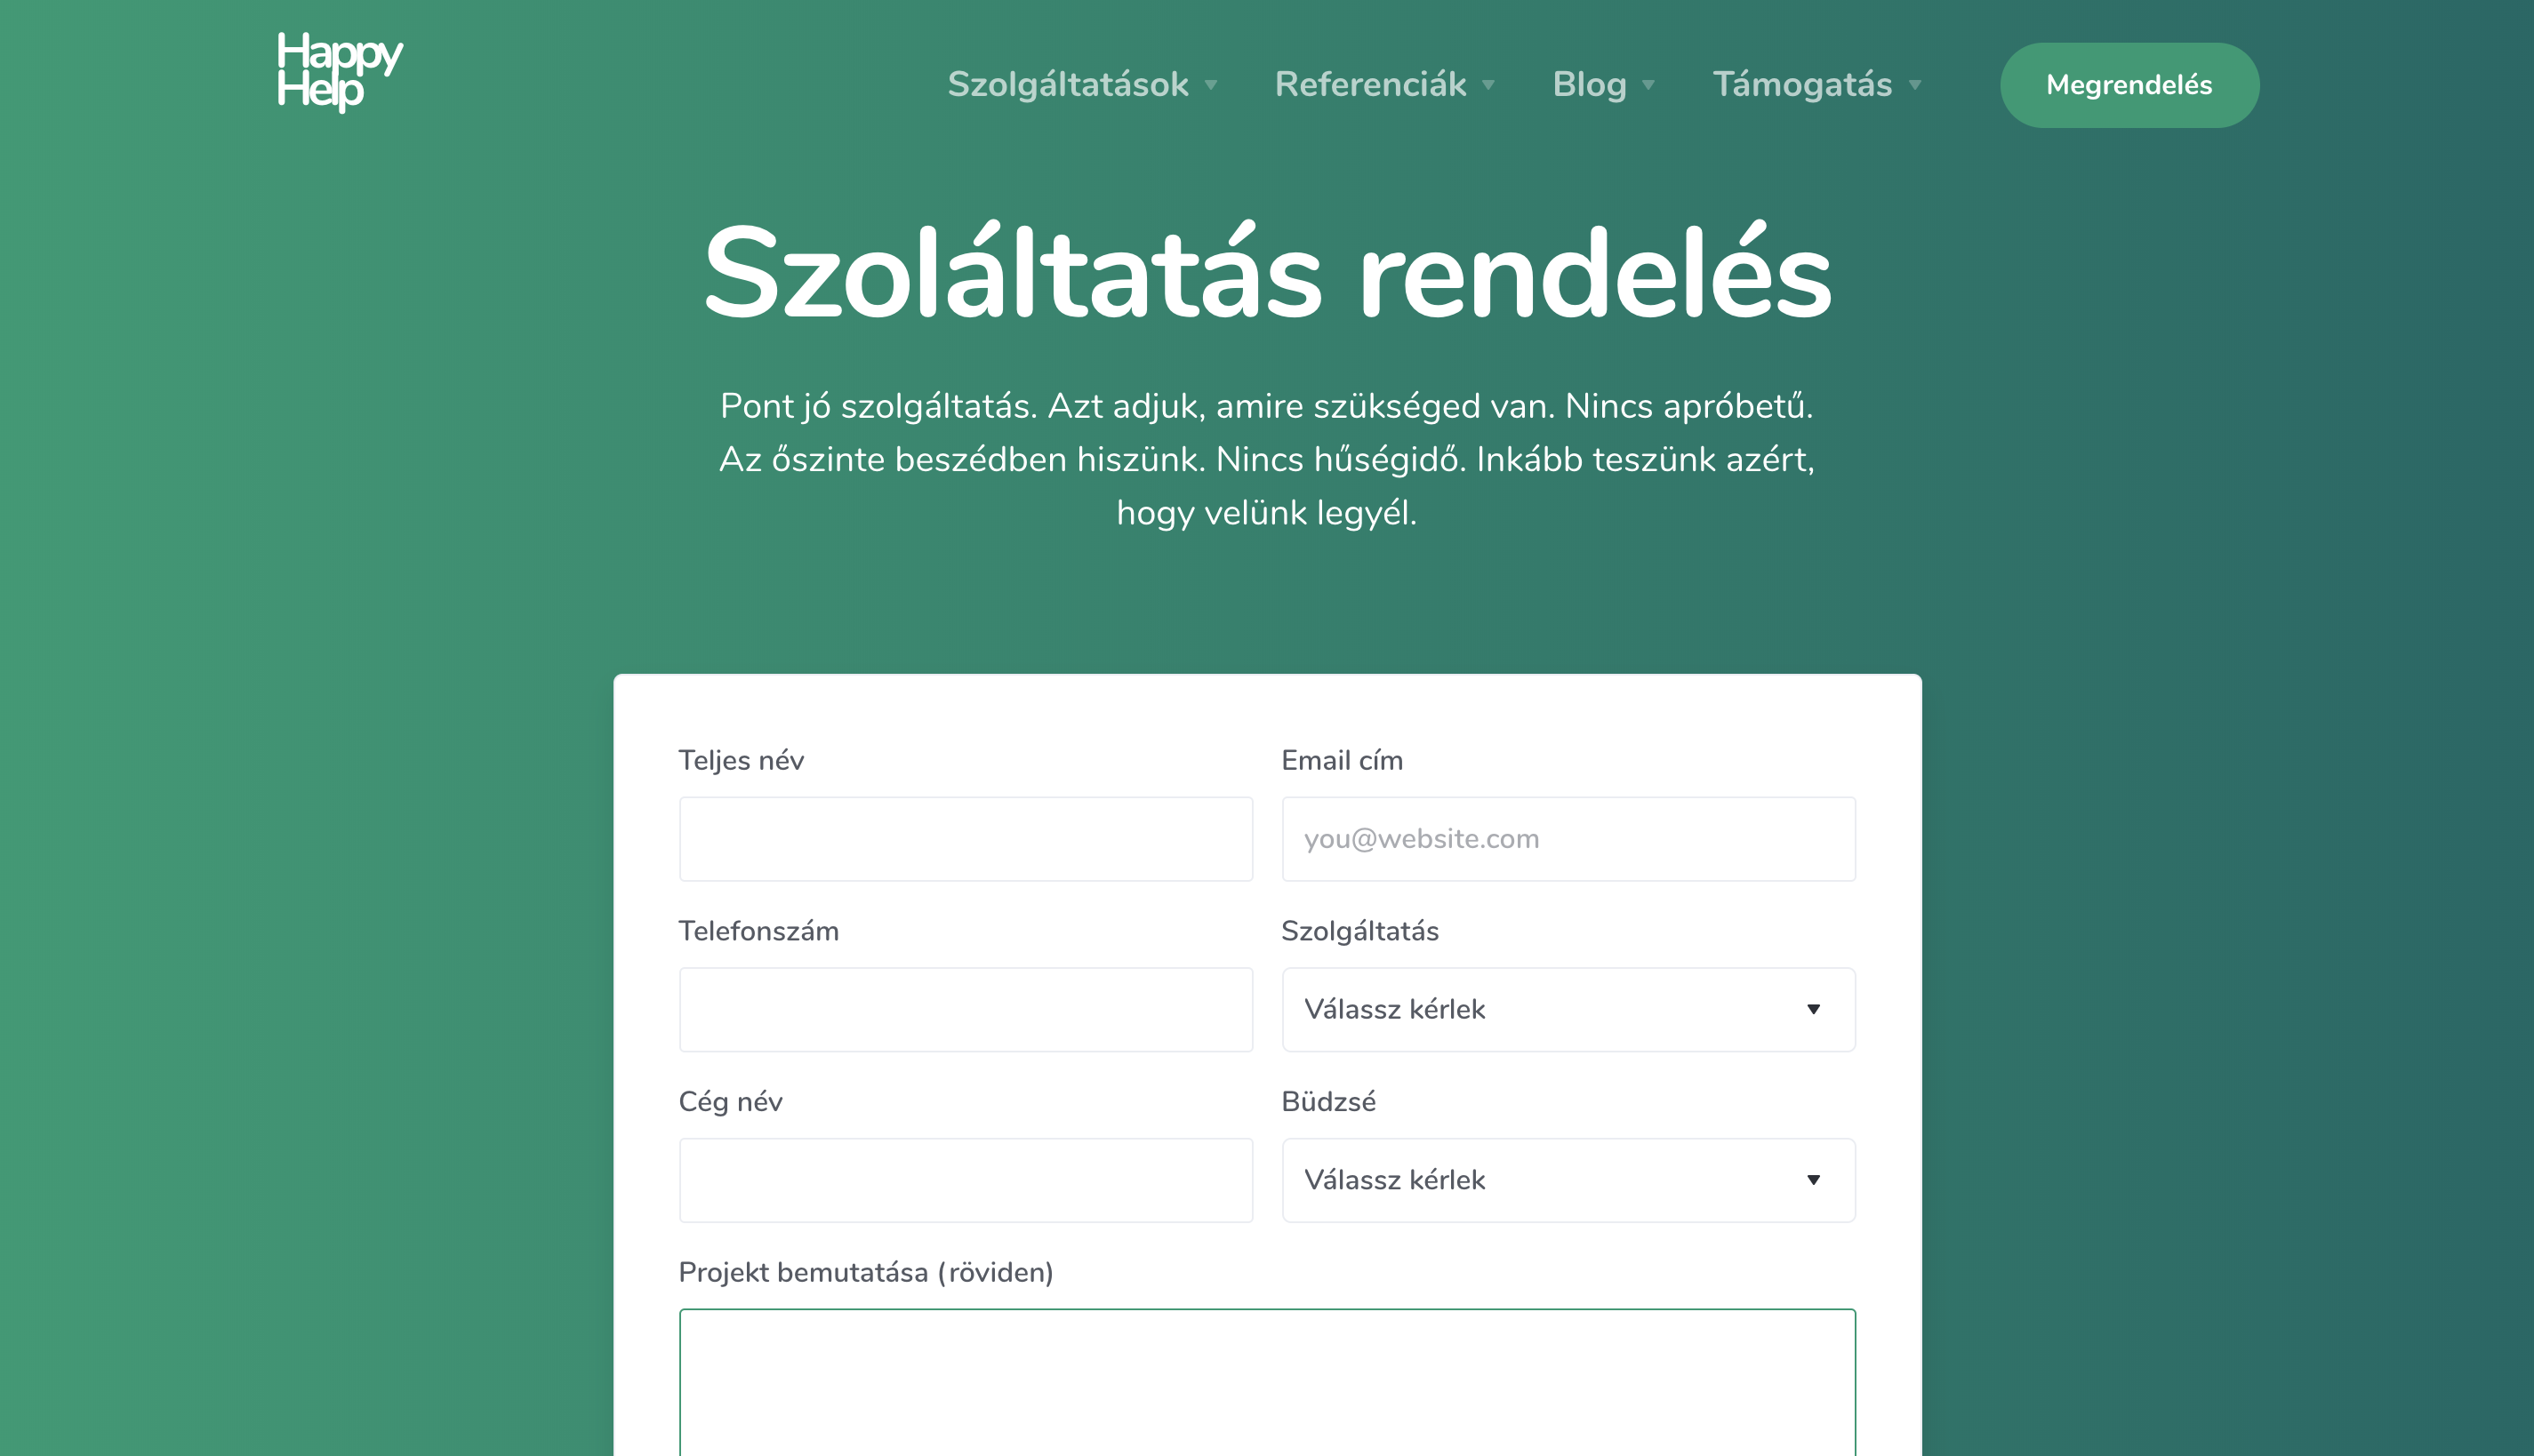 Happy
Help
Szolgáltatások
Referenciák
Blog
Támogatás
Megrendelés
Szoláltatás rendelés
Pont jó szolgáltatás. Azt adjuk, amire szükséged van. Nincs apróbetű.
Az őszinte beszédben hiszünk. Nincs hűségidő. Inkább teszünk azért,
hogy velünk legyél.
Teljes név
Email cím
you@website.com
Telefonszám
Szolgáltatás
Válassz kérlek
Cég név
Büdzsé
Válassz kérlek
Projekt bemutatása (röviden)